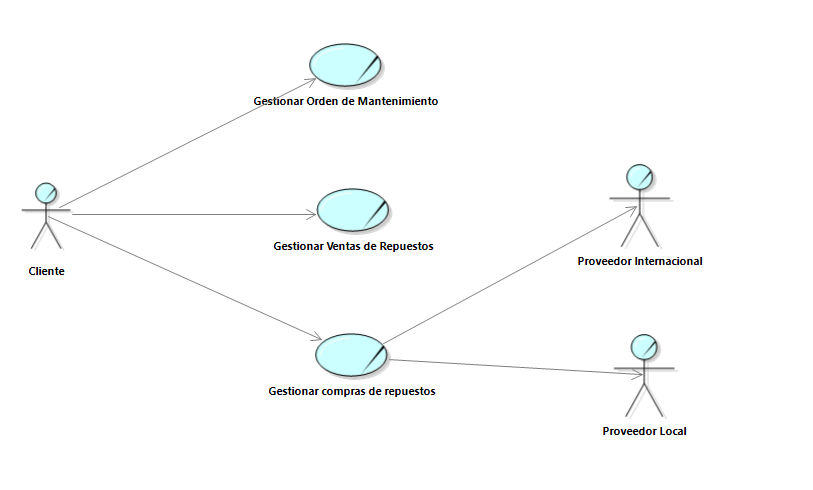 Gestionar Orden de Mantenimiento
Gestionar Ventas de Repuestos
Proveedor Internacional
Cliente
Gestionar compras de repuestos
Proveedor Local